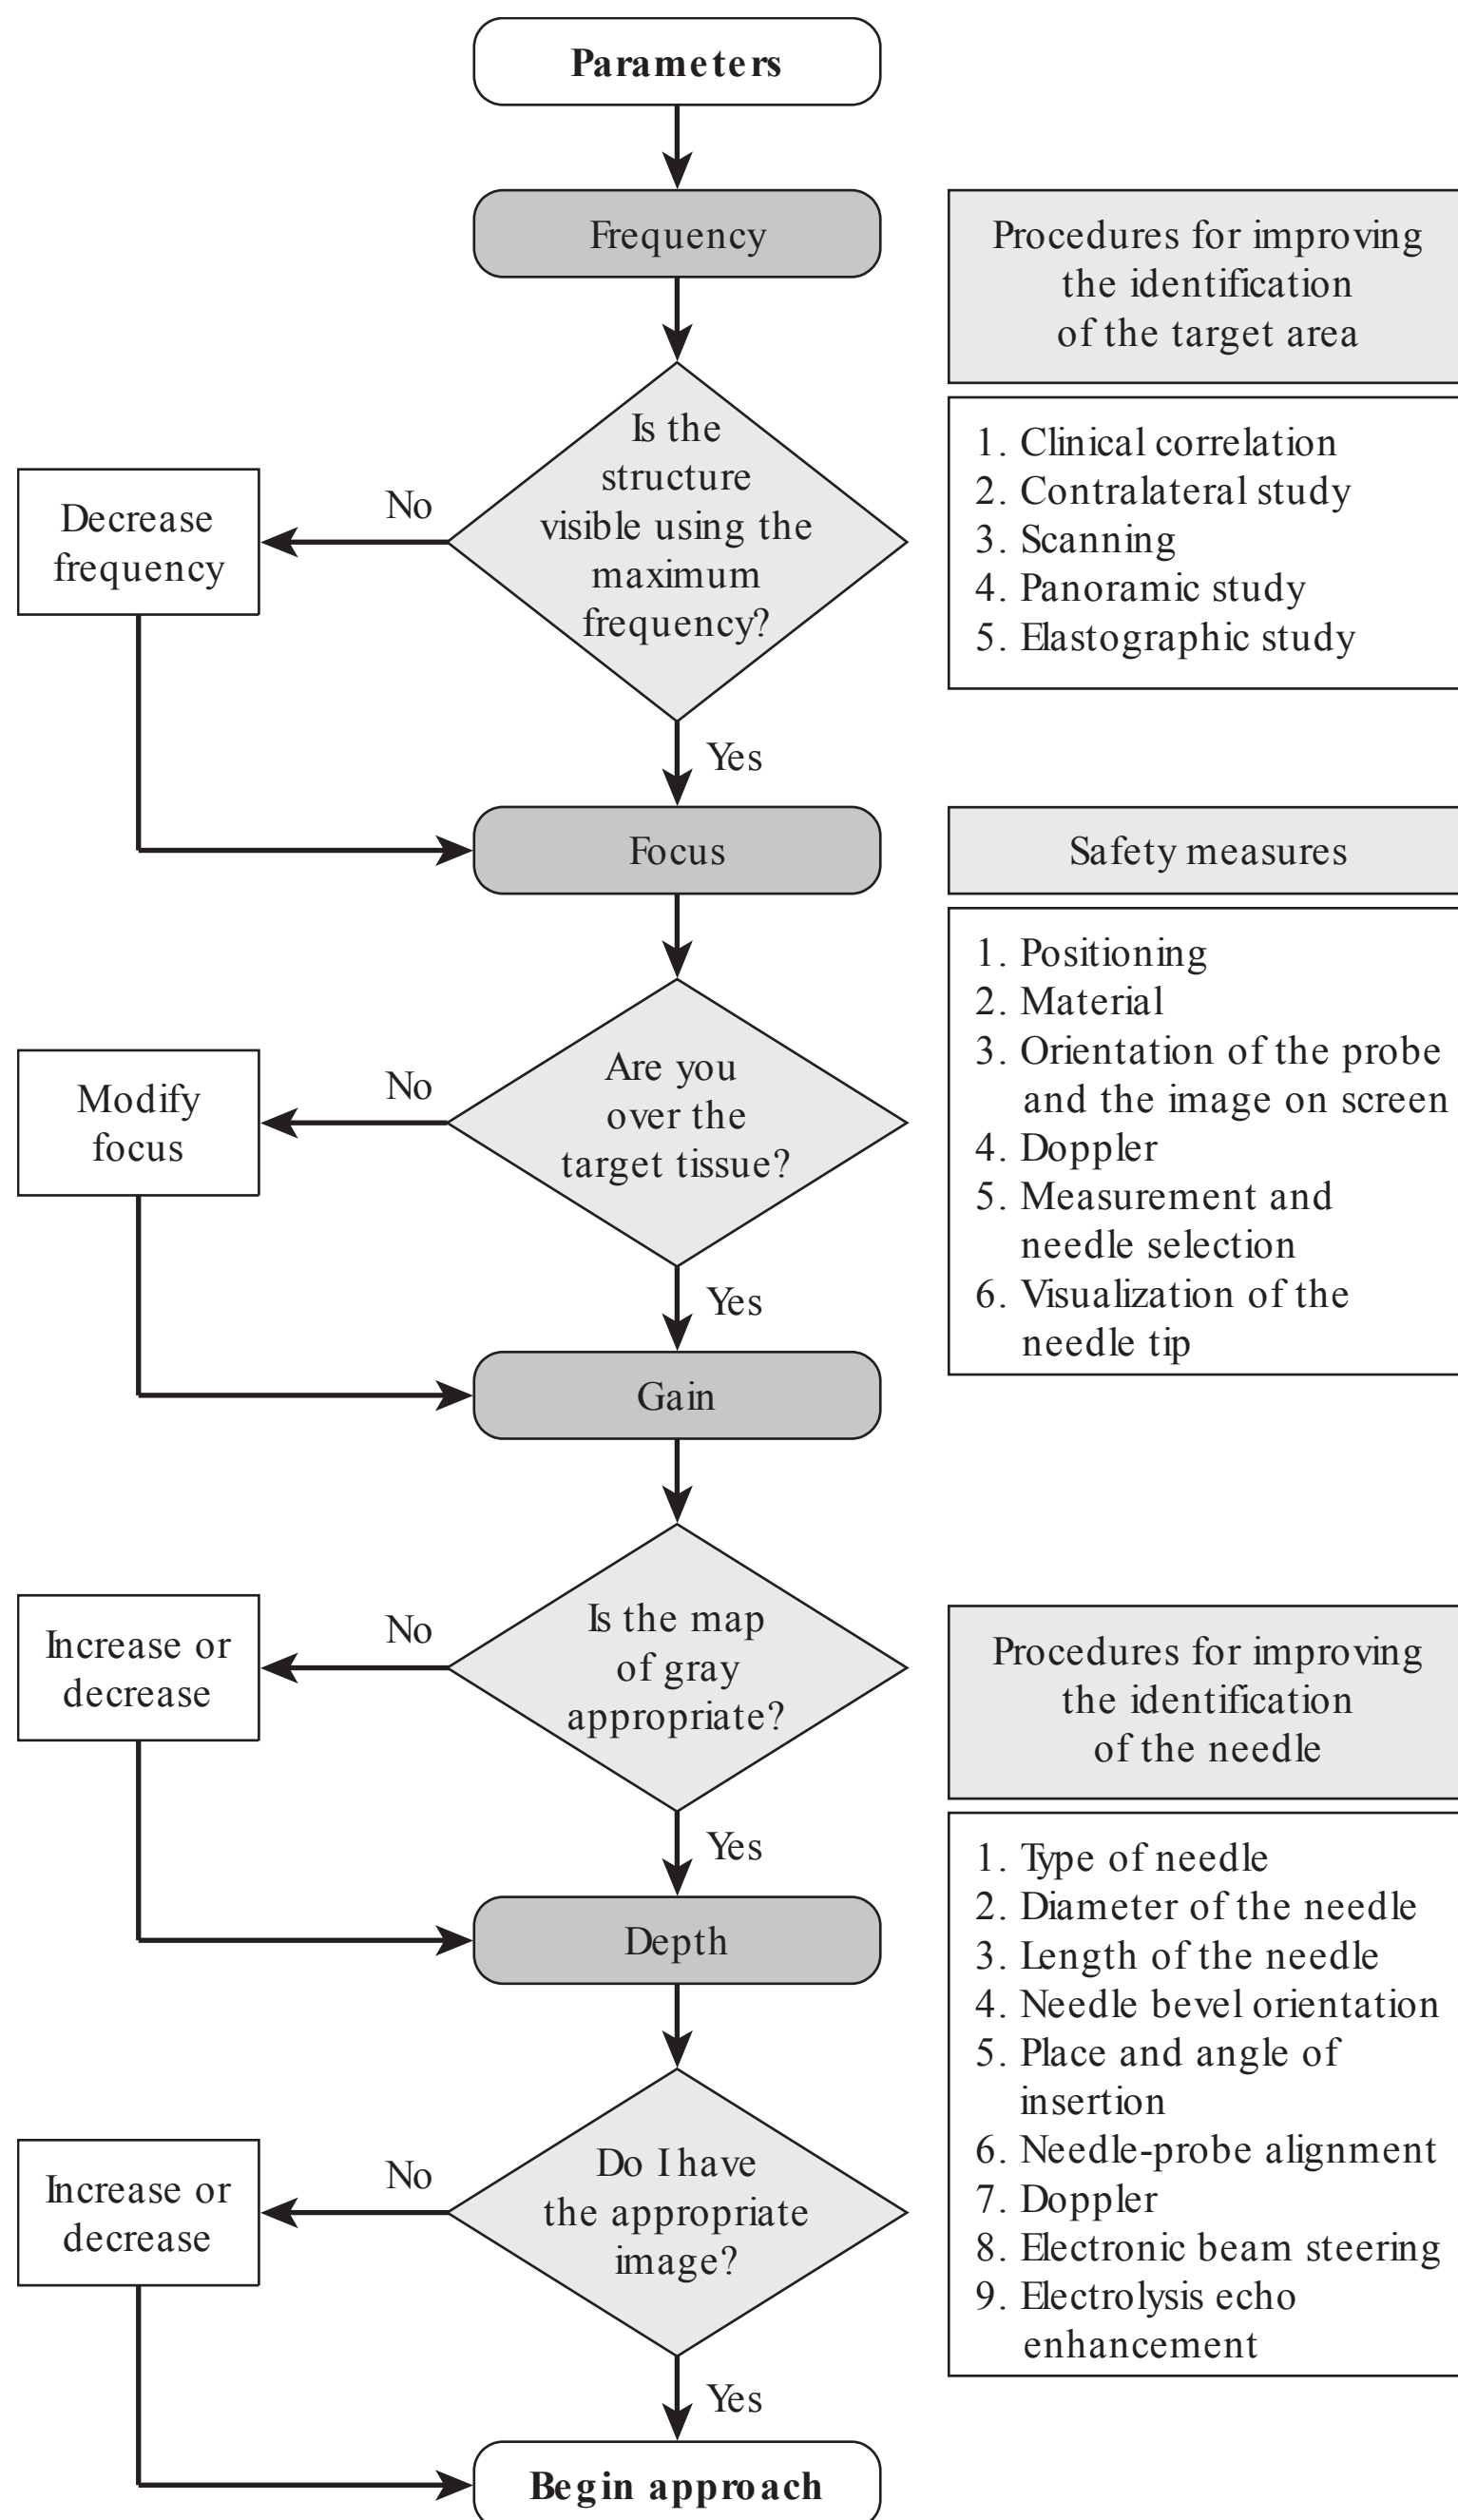 Parameters
Frequency
Is the
structure
visible using the
maximum
frequency?
No
Decrease
frequency
Yes
Focus
Are you
over the
target tissue?
No
Modify
focus
Yes
Gain
Is the map
of gray
appropriate?
No
Increase or
decrease
Yes
Depth
Do I have
the appropriate
image?
No
Increase or
decrease
Yes
Begin approach
Procedures for improving
the identification
of the target area
1. Clinical correlation
2. Contralateral study
3. Scanning
4. Panoramic study
5. Elastographic study
Safety measures
1. Positioning
2. Material
3. Orientation of the probe
and the image on screen
4. Doppler
5. Measurement and
needle selection
6. Visualization of the
needle tip
Procedures for improving
the identification
of the needle
1. Type of needle
2. Diameter of the needle
3. Length of the needle
4. Needle bevel orientation
5. Place and angle of
insertion
6. Needle-probe alignment
7. Doppler
8. Electronic beam steering
9. Electrolysis echo
enhancement